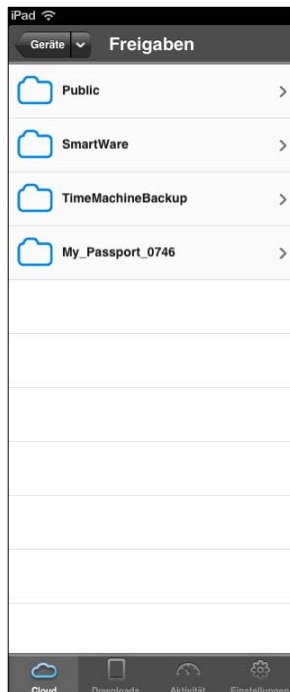 iPad
Geräte Freigaben
Public
SmartWare
TimeMachineBackup
My_Passport_0746
Cloud Downloads Aktivität Einstellungen